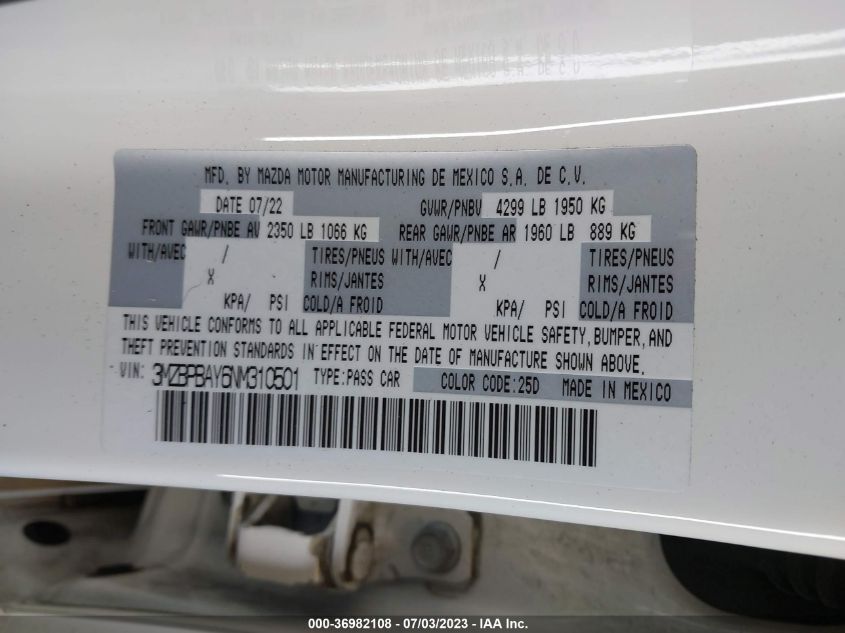 MFD. BY MAZDA MOTOR MANUFACTURING DE MEXICO S.A. DE C.V.
DATE 07/22 GVWR/PNBV 4299 LB 1950 KG
FRONT GAWR/PNBE AV 2350 LB 1066 KG REAR GAWR/PNBE AR 1960 LB 889 KG
WITH/AVEC / TIRES/PNEUS WITH/AVEC / TIRES/PNEUS
X RIMS/JANTES X RIMS/JANTES
KPA/ PSI COLD/A FROID KPA/ PSI COLD/A FROID
THIS VEHICLE CONFORMS TO ALL APPLICABLE FEDERAL MOTOR VEHICLE SAFETY, BUMPER, AND
THEFT PREVENTION STANDARDS IN EFFECT ON THE DATE OF MANUFACTURE SHOWN ABOVE.
VIN: 3MZBPBAY6NM310501 TYPE:PASS CAR COLOR CODE:25D MADE IN MEXICO
000-36982108 - 07/03/2023 - IAA Inc.